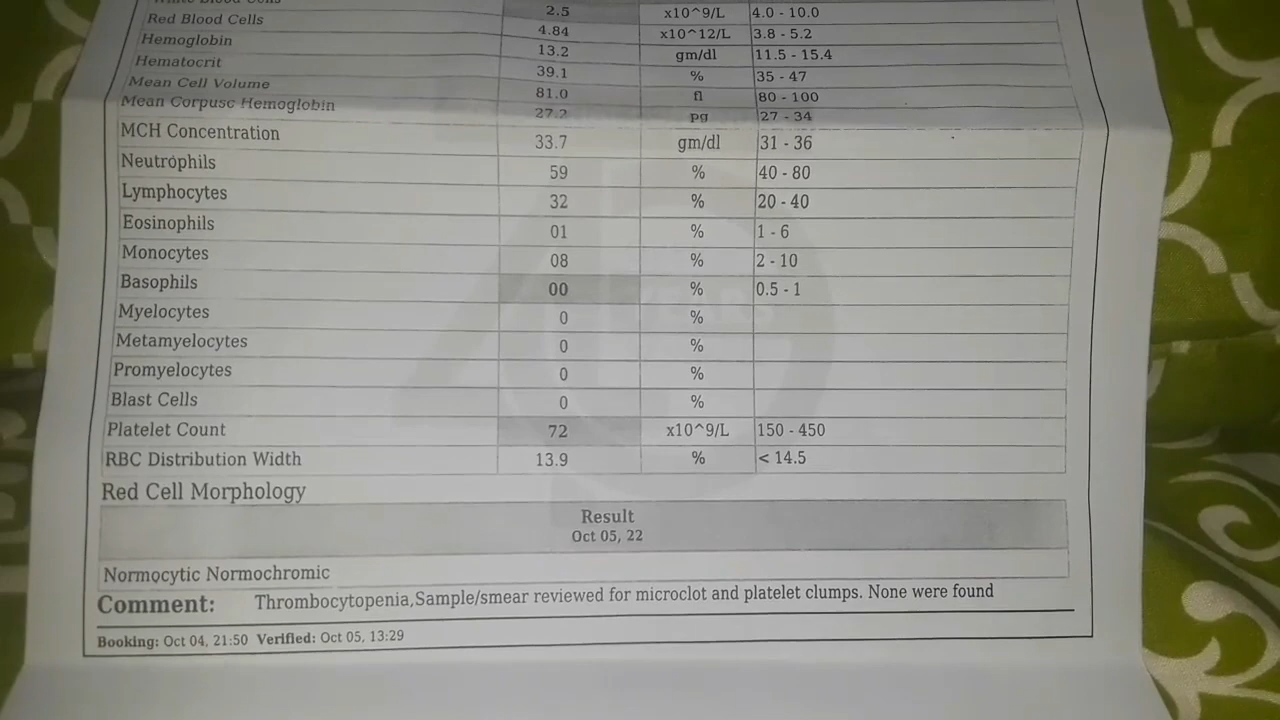 White Blood Cells 2.5 x10^9/L 4.0 - 10.0
Red Blood Cells 4.84 x10^12/L 3.8 - 5.2
Hemoglobin 13.2 gm/dl 11.5 - 15.4
Hematocrit 39.1 % 35 - 47
Mean Cell Volume 81.0 fl 80 - 100
Mean Corpusc Hemoglobin 27.2 pg 27 - 34
MCH Concentration 33.7 gm/dl 31 - 36
Neutrophils 59 % 40 - 80
Lymphocytes 32 % 20 - 40
Eosinophils 01 % 1 - 6
Monocytes 08 % 2 - 10
Basophils 00 % 0.5 - 1
Myelocytes 0 %
Metamyelocytes 0 %
Promyelocytes 0 %
Blast Cells 0 %
Platelet Count 72 x10^9/L 150 - 450
RBC Distribution Width 13.9 % < 14.5
Red Cell Morphology
Result
Oct 05, 22
Normocytic Normochromic
Comment: Thrombocytopenia,Sample/smear reviewed for microclot and platelet clumps. None were found
Booking: Oct 04, 21:50 Verified: Oct 05, 13:29